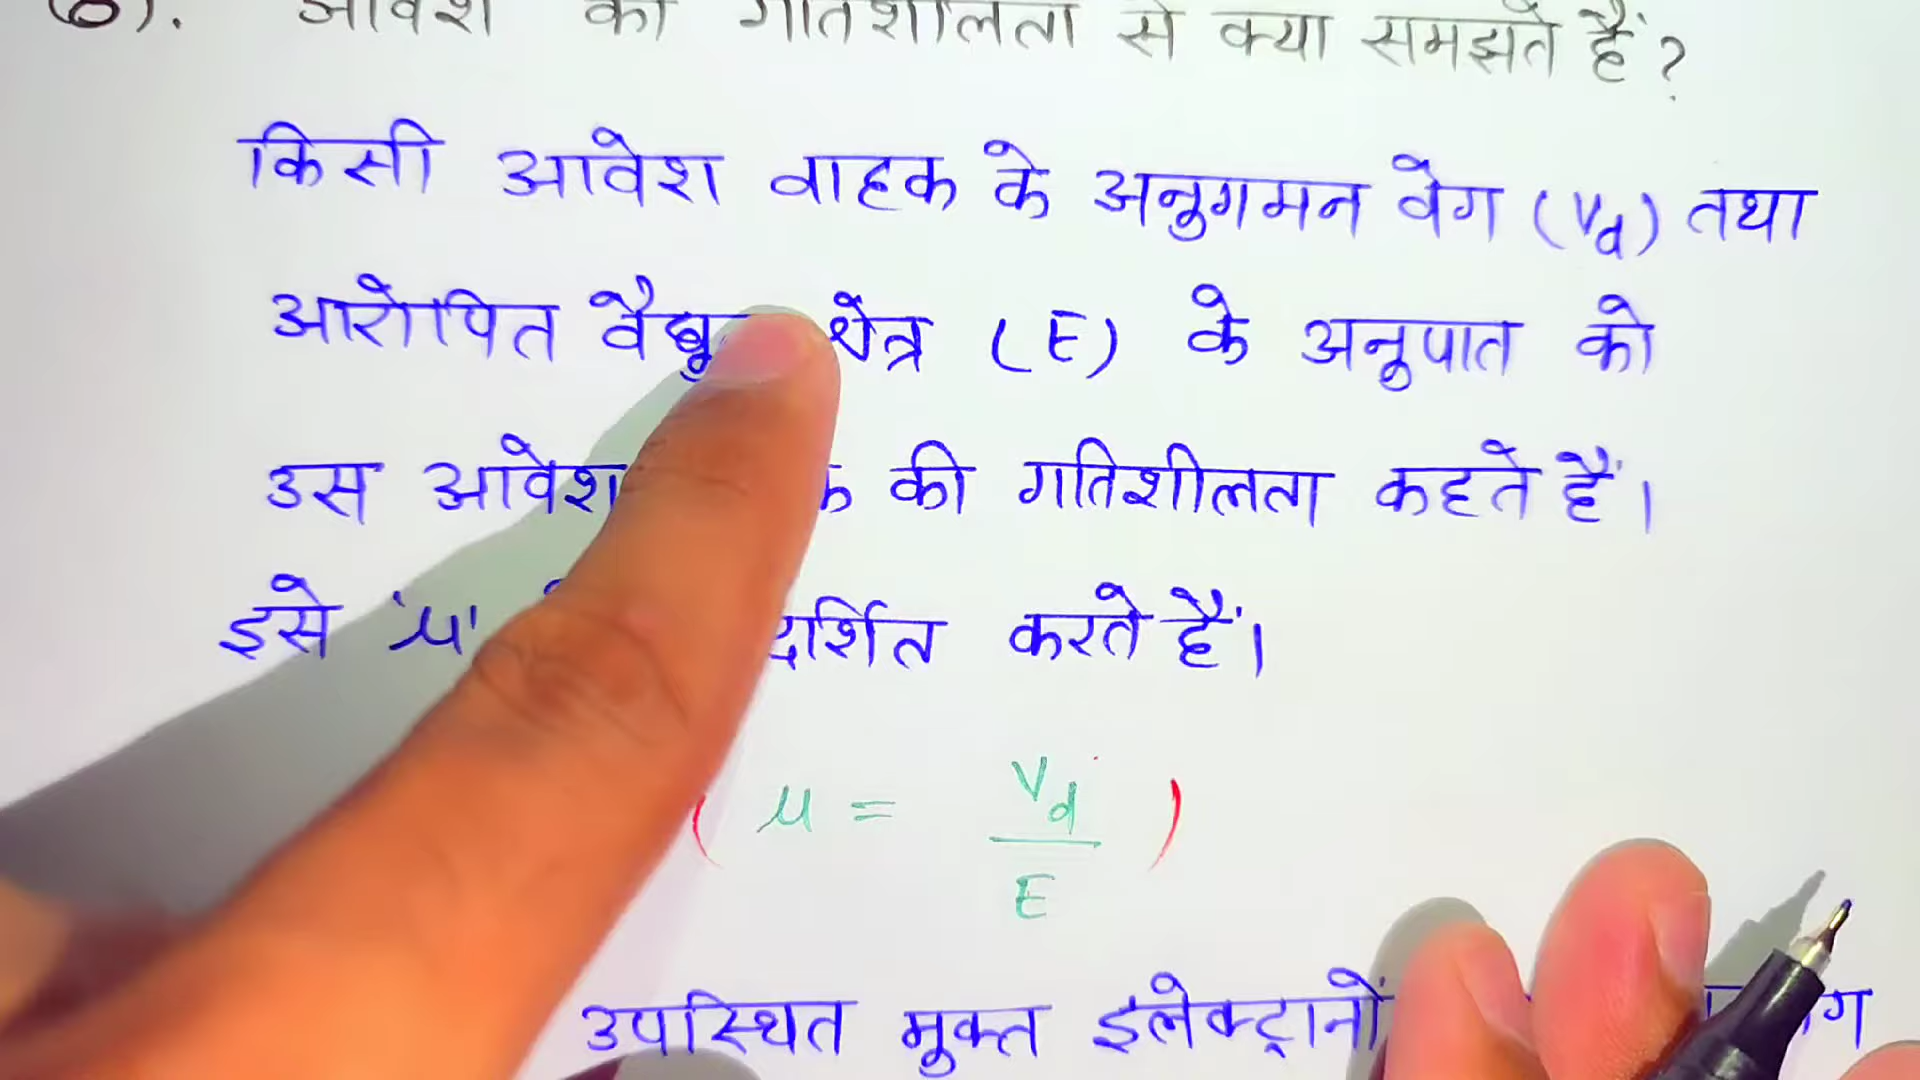 6). आवेश की गतिशीलता से क्या समझते हैं?
किसी आवेश वाहक के अनुगमन वेग (Vd) तथा
आरोपित क्षेत्र (E) के अनुपात को
उस आवेश की गतिशीलता कहते हैं।
इसे 'μ' करते हैं।
( μ = Vd / E )
उपस्थित मुक्त इलेक्ट्रानों